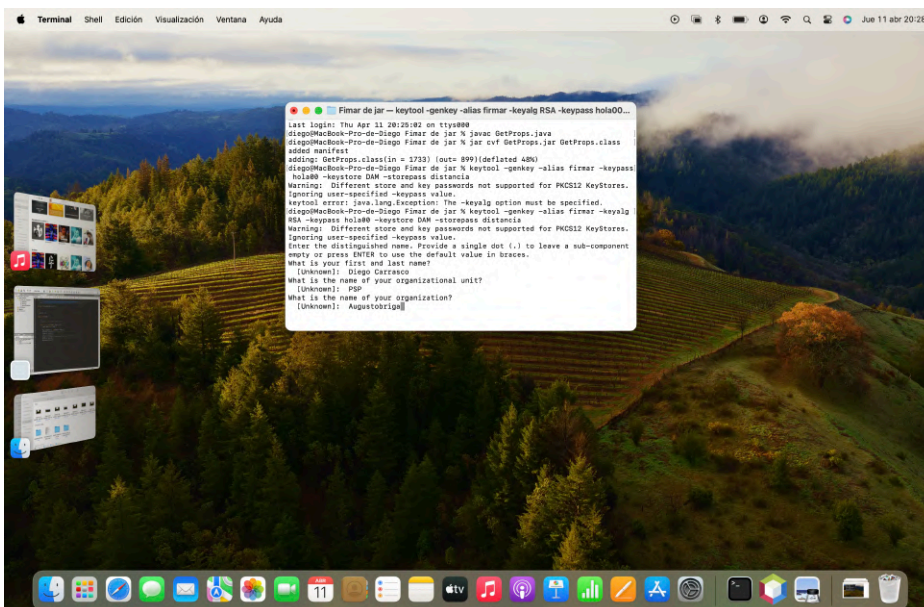 Terminal Shell Edición Visualización Ventana Ayuda
Jue 11 abr 20:28
Fimar de jar — keytool -genkey -alias firmar -keyalg RSA -keypass hola00...
Last login: Thu Apr 11 20:25:02 on ttys000
diego@MacBook-Pro-de-Diego Fimar de jar % javac GetProps.java
diego@MacBook-Pro-de-Diego Fimar de jar % jar cvf GetProps.jar GetProps.class
added manifest
adding: GetProps.class(in = 1733) (out= 899)(deflated 48%)
diego@MacBook-Pro-de-Diego Fimar de jar % keytool -genkey -alias firmar -keypass
hola00 -keystore DAM -storepass distancia
Warning:  Different store and key passwords not supported for PKCS12 KeyStores.
Ignoring user-specified -keypass value.
keytool error: java.lang.Exception: The -keyalg option must be specified.
diego@MacBook-Pro-de-Diego Fimar de jar % keytool -genkey -alias firmar -keyalg
RSA -keypass hola00 -keystore DAM -storepass distancia
Warning:  Different store and key passwords not supported for PKCS12 KeyStores.
Ignoring user-specified -keypass value.
Enter the distinguished name. Provide a single dot (.) to leave a sub-component
empty or press ENTER to use the default value in braces.
What is your first and last name?
[Unknown]:  Diego Carrasco
What is the name of your organizational unit?
[Unknown]:  PSP
What is the name of your organization?
[Unknown]:  Augustobriga
ABR
11
tv